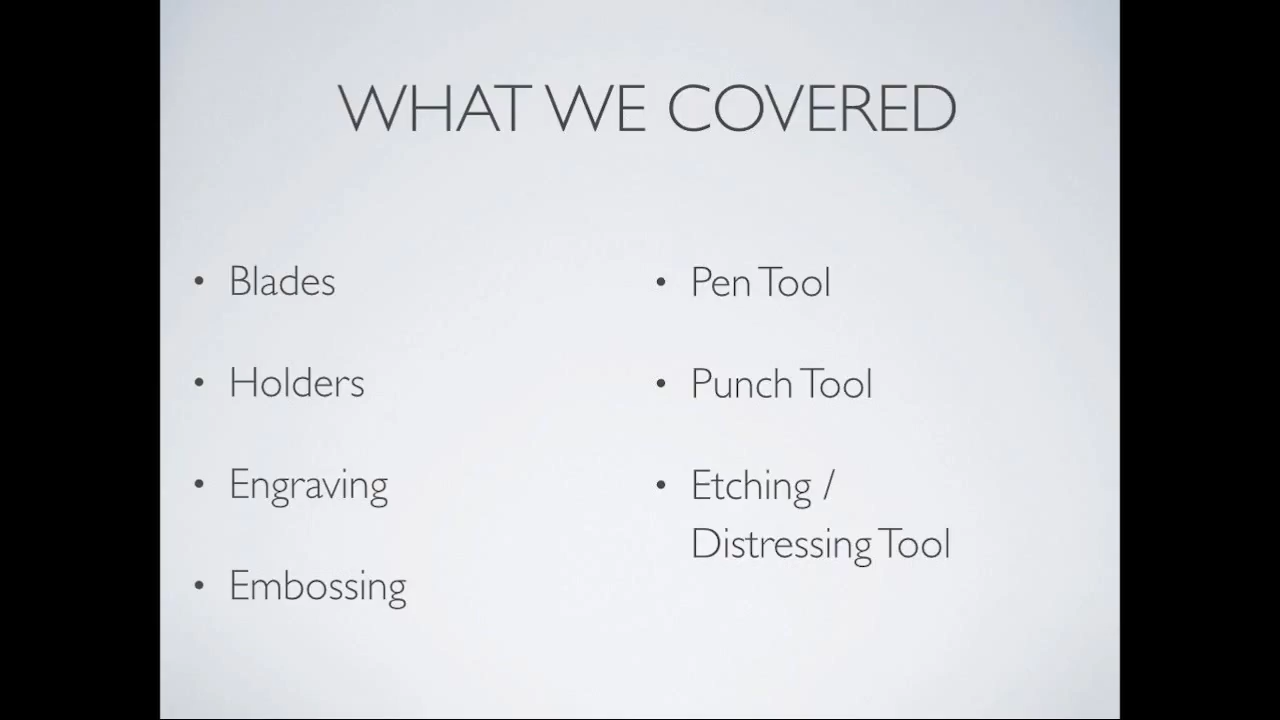 WHAT WE COVERED
• Blades
• Holders
• Engraving
• Embossing
• Pen Tool
• Punch Tool
• Etching /
Distressing Tool